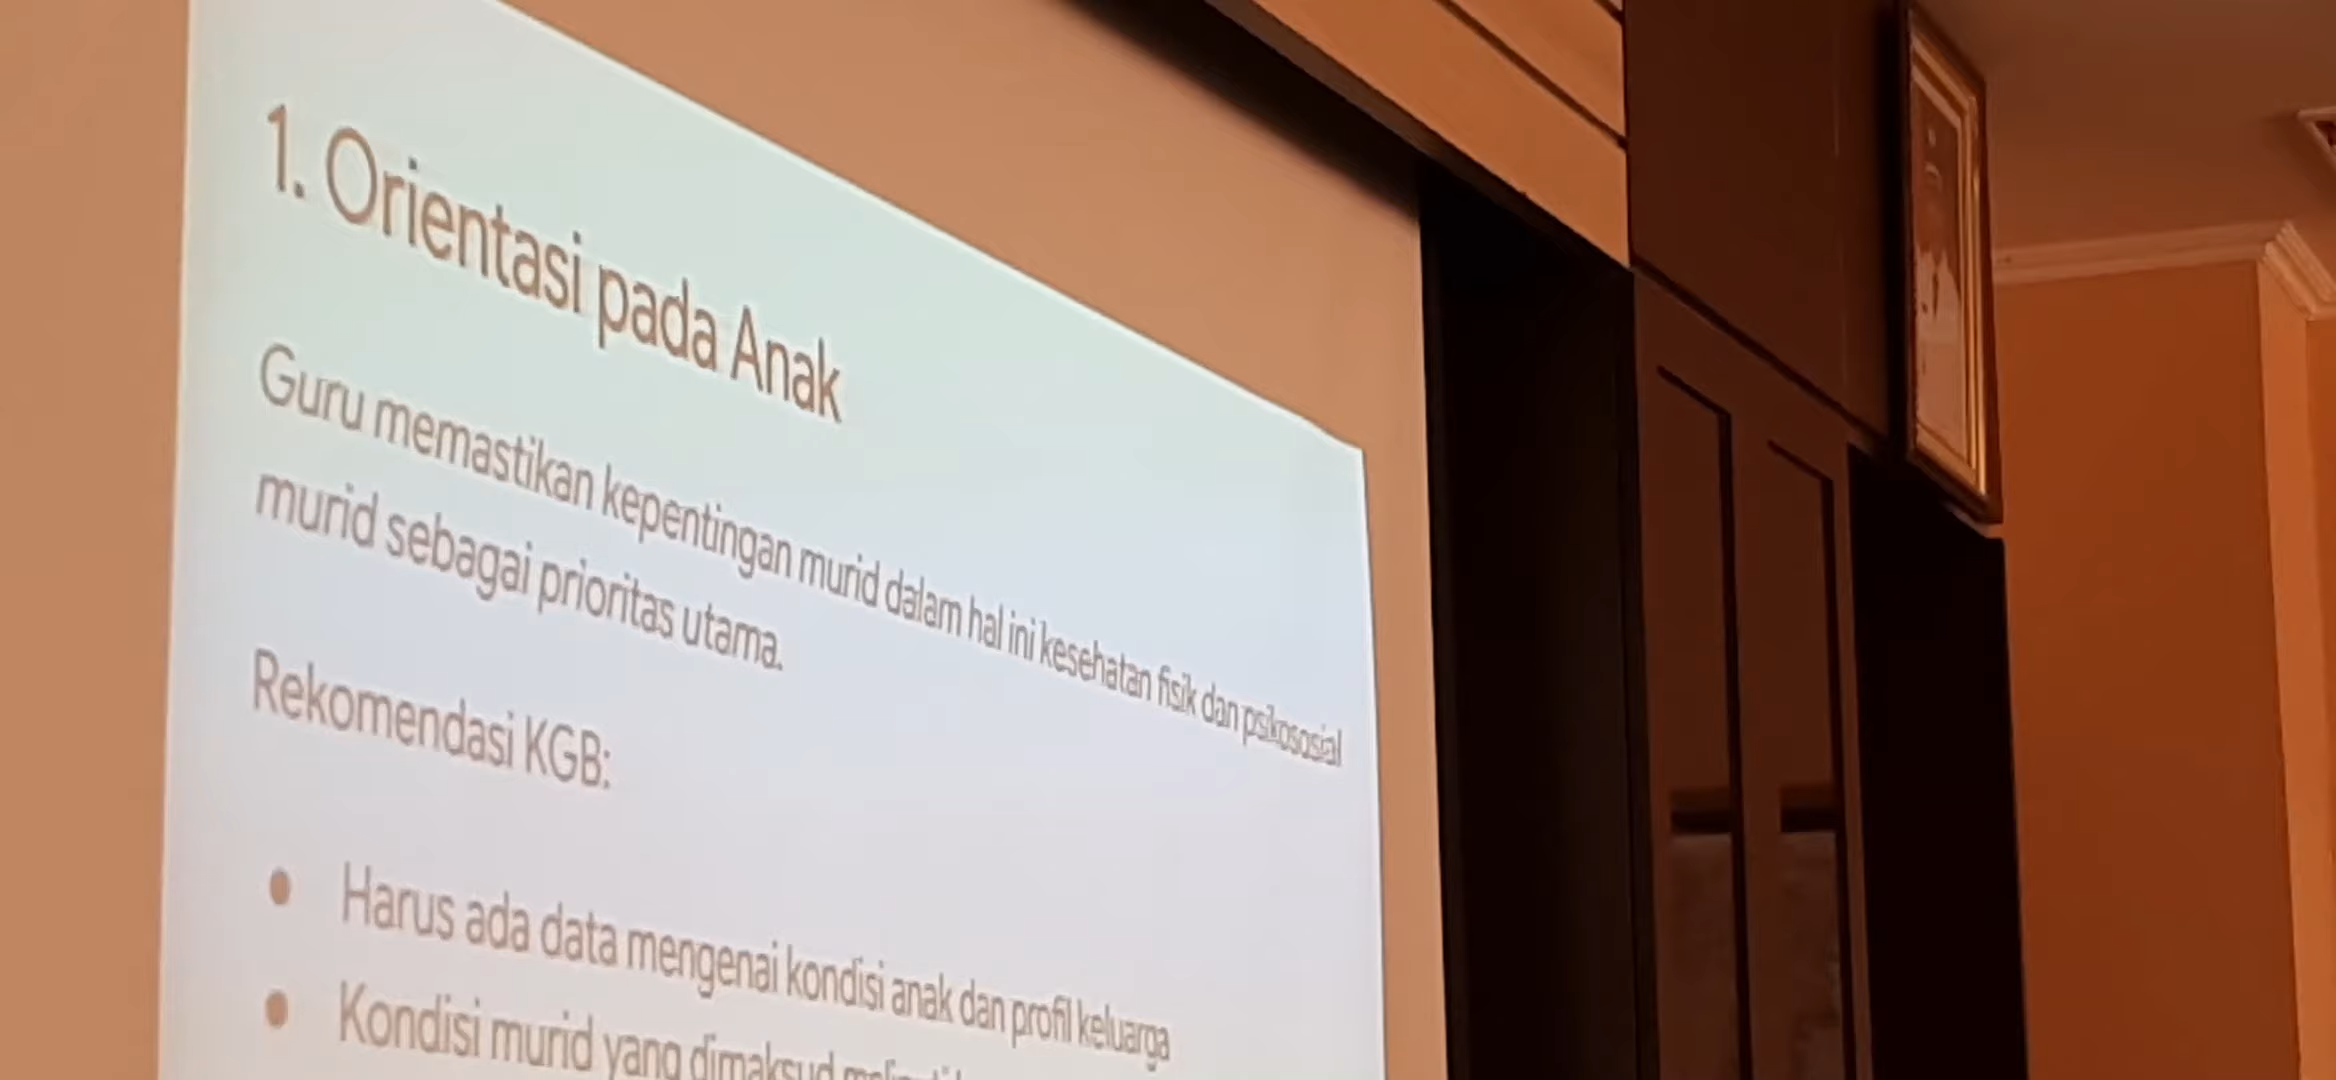 1. Orientasi pada Anak
Guru memastikan kepentingan murid dalam hal ini kesehatan fisik dan psikososial
murid sebagai prioritas utama.
Rekomendasi KGB:
● Harus ada data mengenai kondisi anak dan profil keluarga
● Kondisi murid yang dimaksud